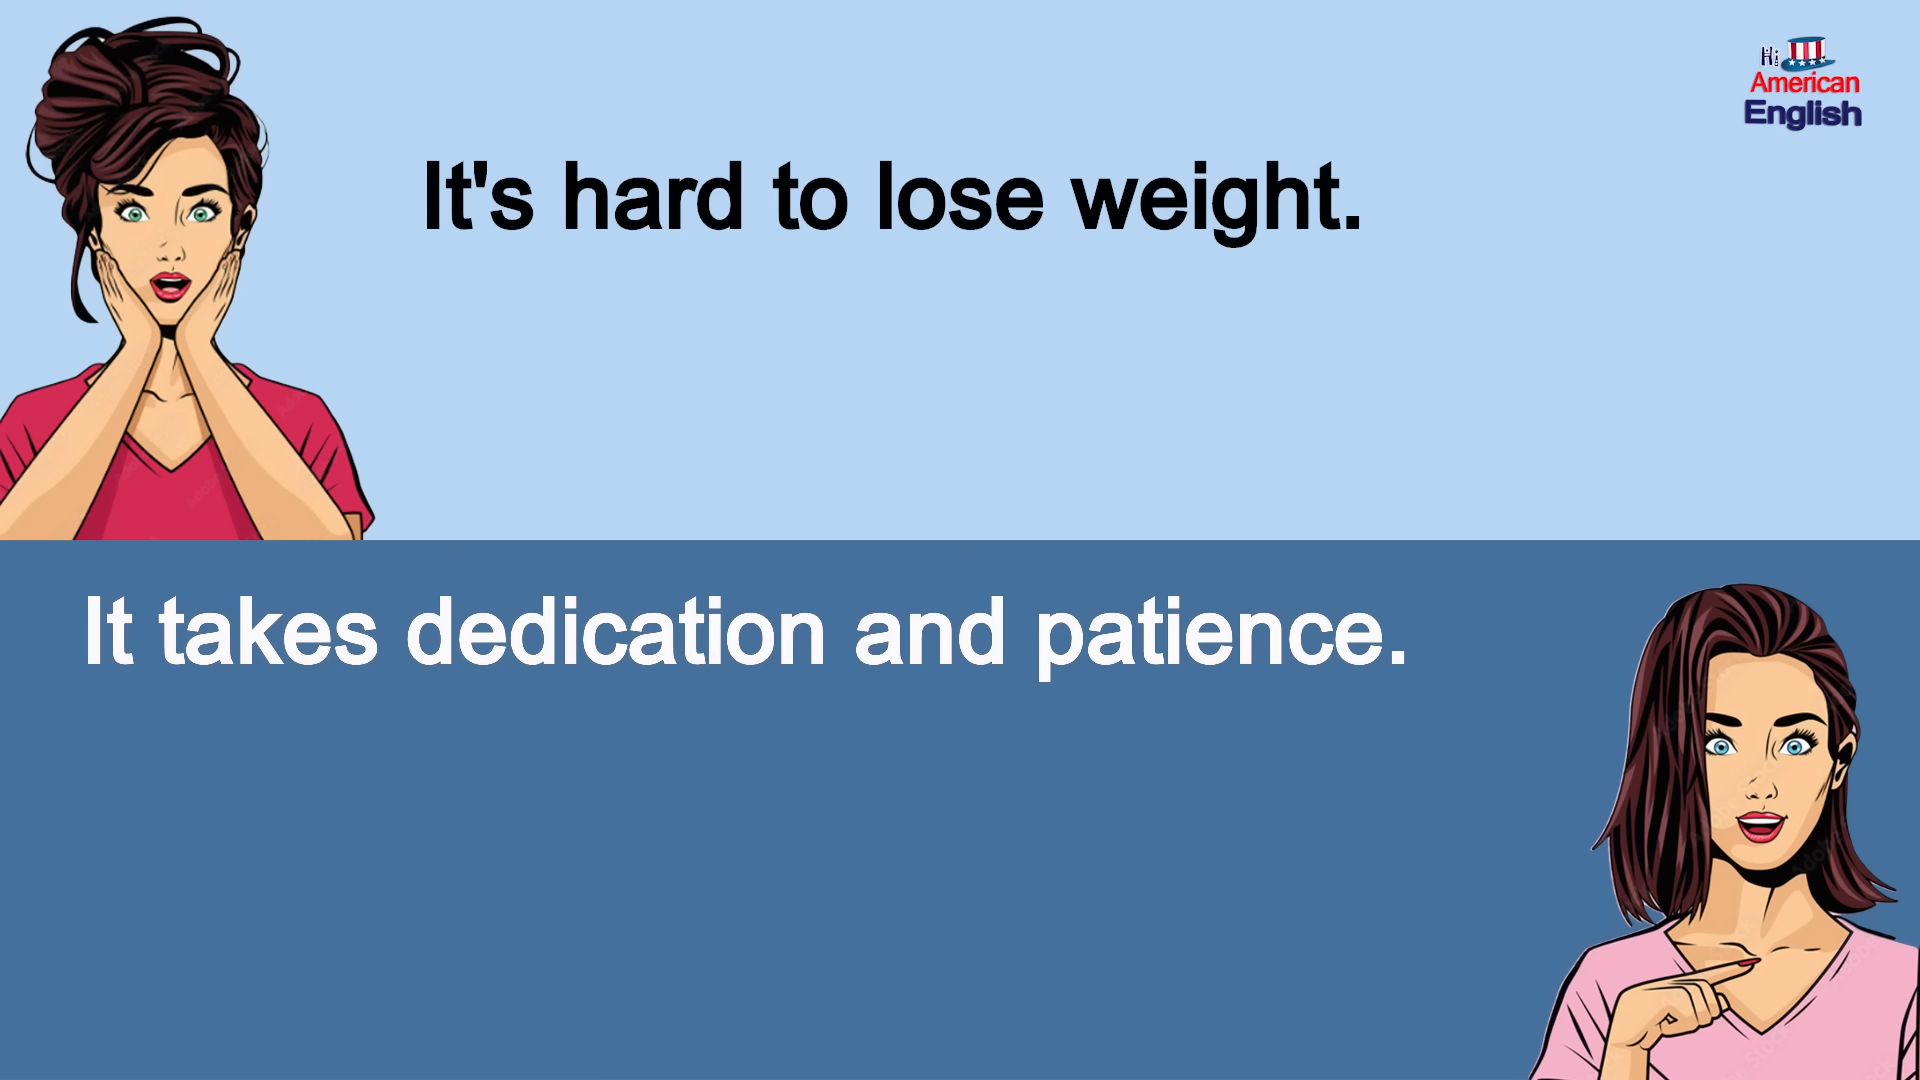 Hi
American
English
It's hard to lose weight.
It takes dedication and patience.